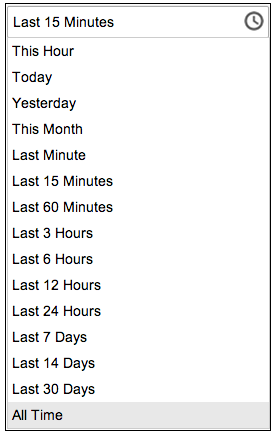 Last 15 Minutes
This Hour
Today
Yesterday
This Month
Last Minute
Last 15 Minutes
Last 60 Minutes
Last 3 Hours
Last 6 Hours
Last 12 Hours
Last 24 Hours
Last 7 Days
Last 14 Days
Last 30 Days
All Time